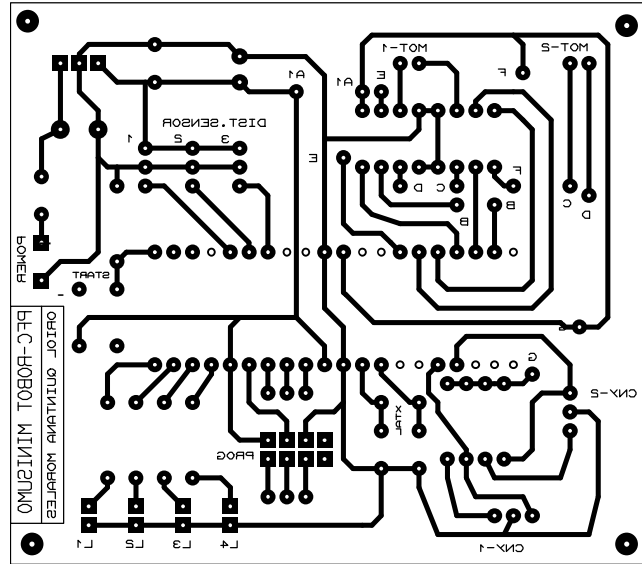 MOT-1
MOT-2
A1
A1
E
F
DIST.SENSOR
1
2
3
E
D
C
F
B
B
C
D
POWER
START
-
G
G
CNY-2
XTAL
PROG
PFC-ROBOT MINISUMO
ORIOL QUINTANA MORALES
L1
L2
L3
L4
CNY-1